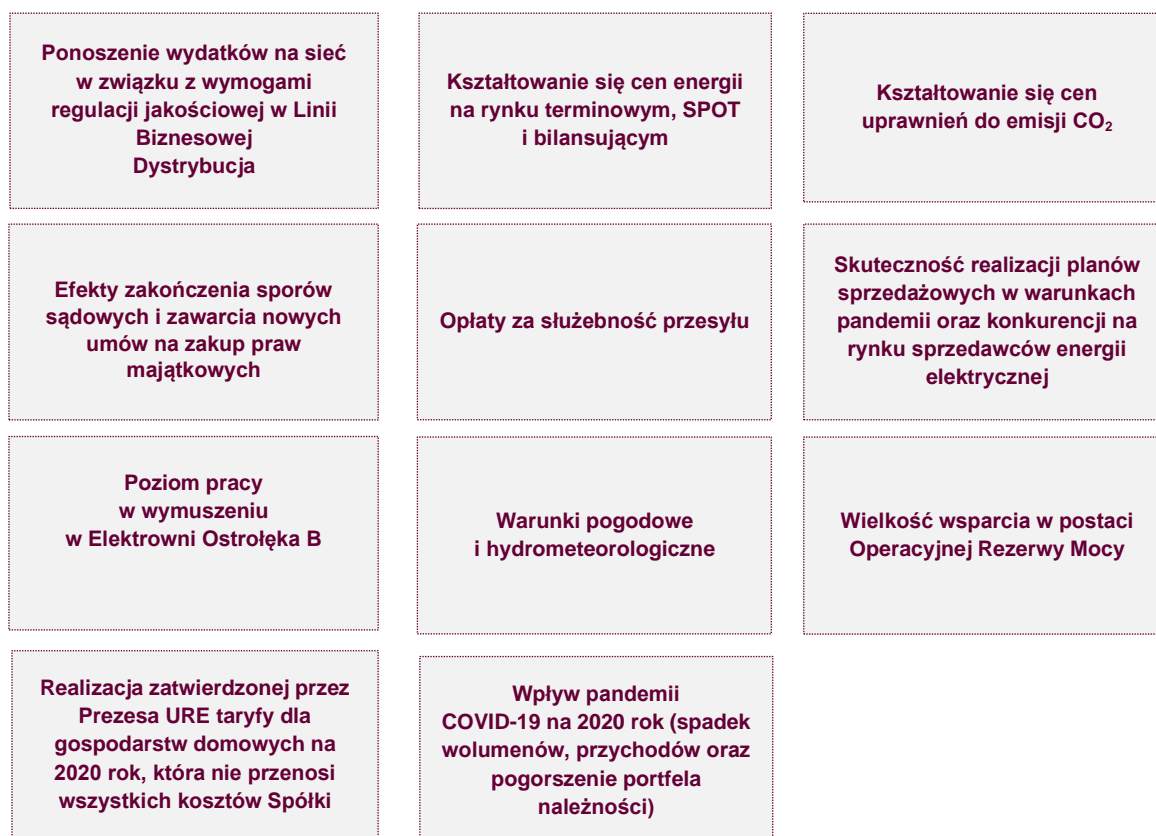 Ponoszenie wydatków na sieć
w związku z wymogami
regulacji jakościowej w Linii
Biznesowej
Dystrybucja
Kształtowanie się cen energii
na rynku terminowym, SPOT
i bilansującym
Kształtowanie się cen
uprawnień do emisji CO₂
Efekty zakończenia sporów
sądowych i zawarcia nowych
umów na zakup praw
majątkowych
Opłaty za służebność przesyłu
Skuteczność realizacji planów
sprzedażowych w warunkach
pandemii oraz konkurencji na
rynku sprzedawców energii
elektrycznej
Poziom pracy
w wymuszeniu
w Elektrowni Ostrołęka B
Warunki pogodowe
i hydrometeorologiczne
Wielkość wsparcia w postaci
Operacyjnej Rezerwy Mocy
Realizacja zatwierdzonej przez
Prezesa URE taryfy dla
gospodarstw domowych na
2020 rok, która nie przenosi
wszystkich kosztów Spółki
Wpływ pandemii
COVID-19 na 2020 rok (spadek
wolumenów, przychodów oraz
pogorszenie portfela
należności)